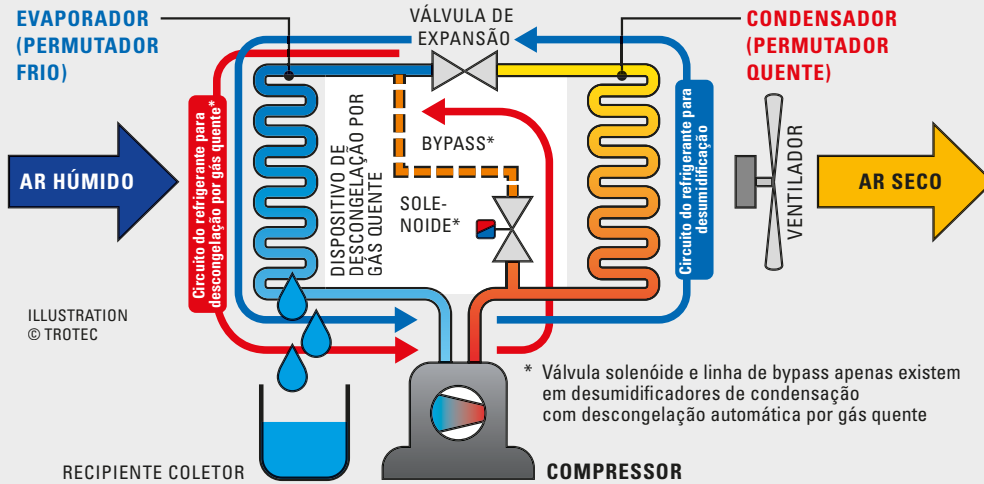 EVAPORADOR
(PERMUTADOR
FRIO)
VÁLVULA DE
EXPANSÃO
CONDENSADOR
(PERMUTADOR
QUENTE)
AR HÚMIDO
Circuito do refrigerante para
descongelação por gás quente*
DISPOSITIVO DE
DESCONGELAÇÃO POR
GÁS QUENTE
BYPASS*
SOLE-
NOIDE*
Circuito do refrigerante para
desumidificação
VENTILADOR
AR SECO
ILLUSTRATION
© TROTEC
* Válvula solenóide e linha de bypass apenas existem
em desumidificadores de condensação
com descongelação automática por gás quente
RECIPIENTE COLETOR
COMPRESSOR